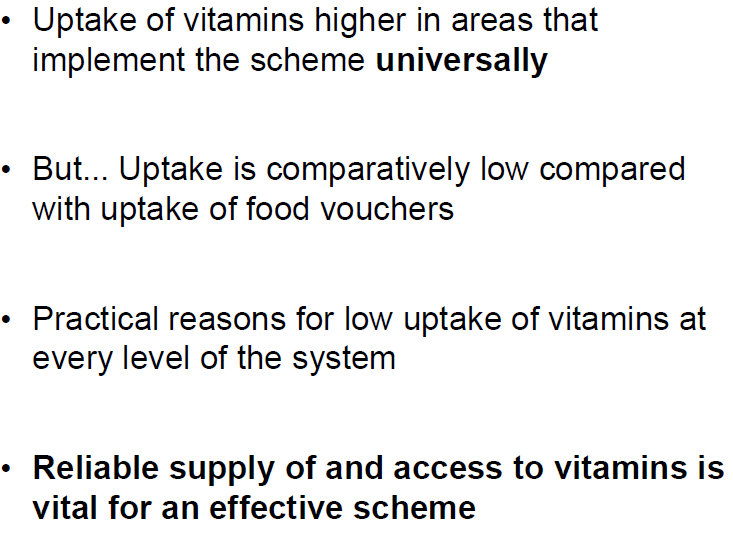 • Uptake of vitamins higher in areas that
implement the scheme universally
• But... Uptake is comparatively low compared
with uptake of food vouchers
• Practical reasons for low uptake of vitamins at
every level of the system
• Reliable supply of and access to vitamins is
vital for an effective scheme